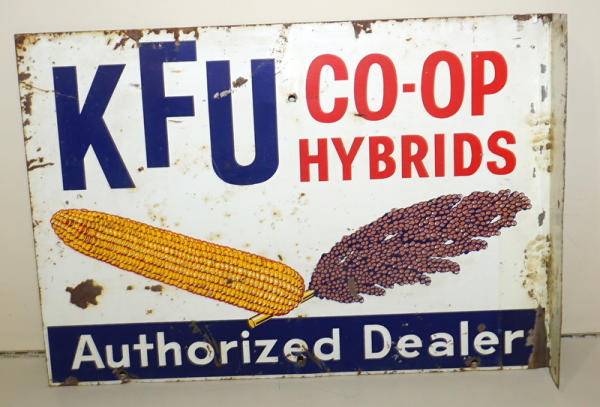 KFU CO-OP
HYBRIDS
Authorized Dealer